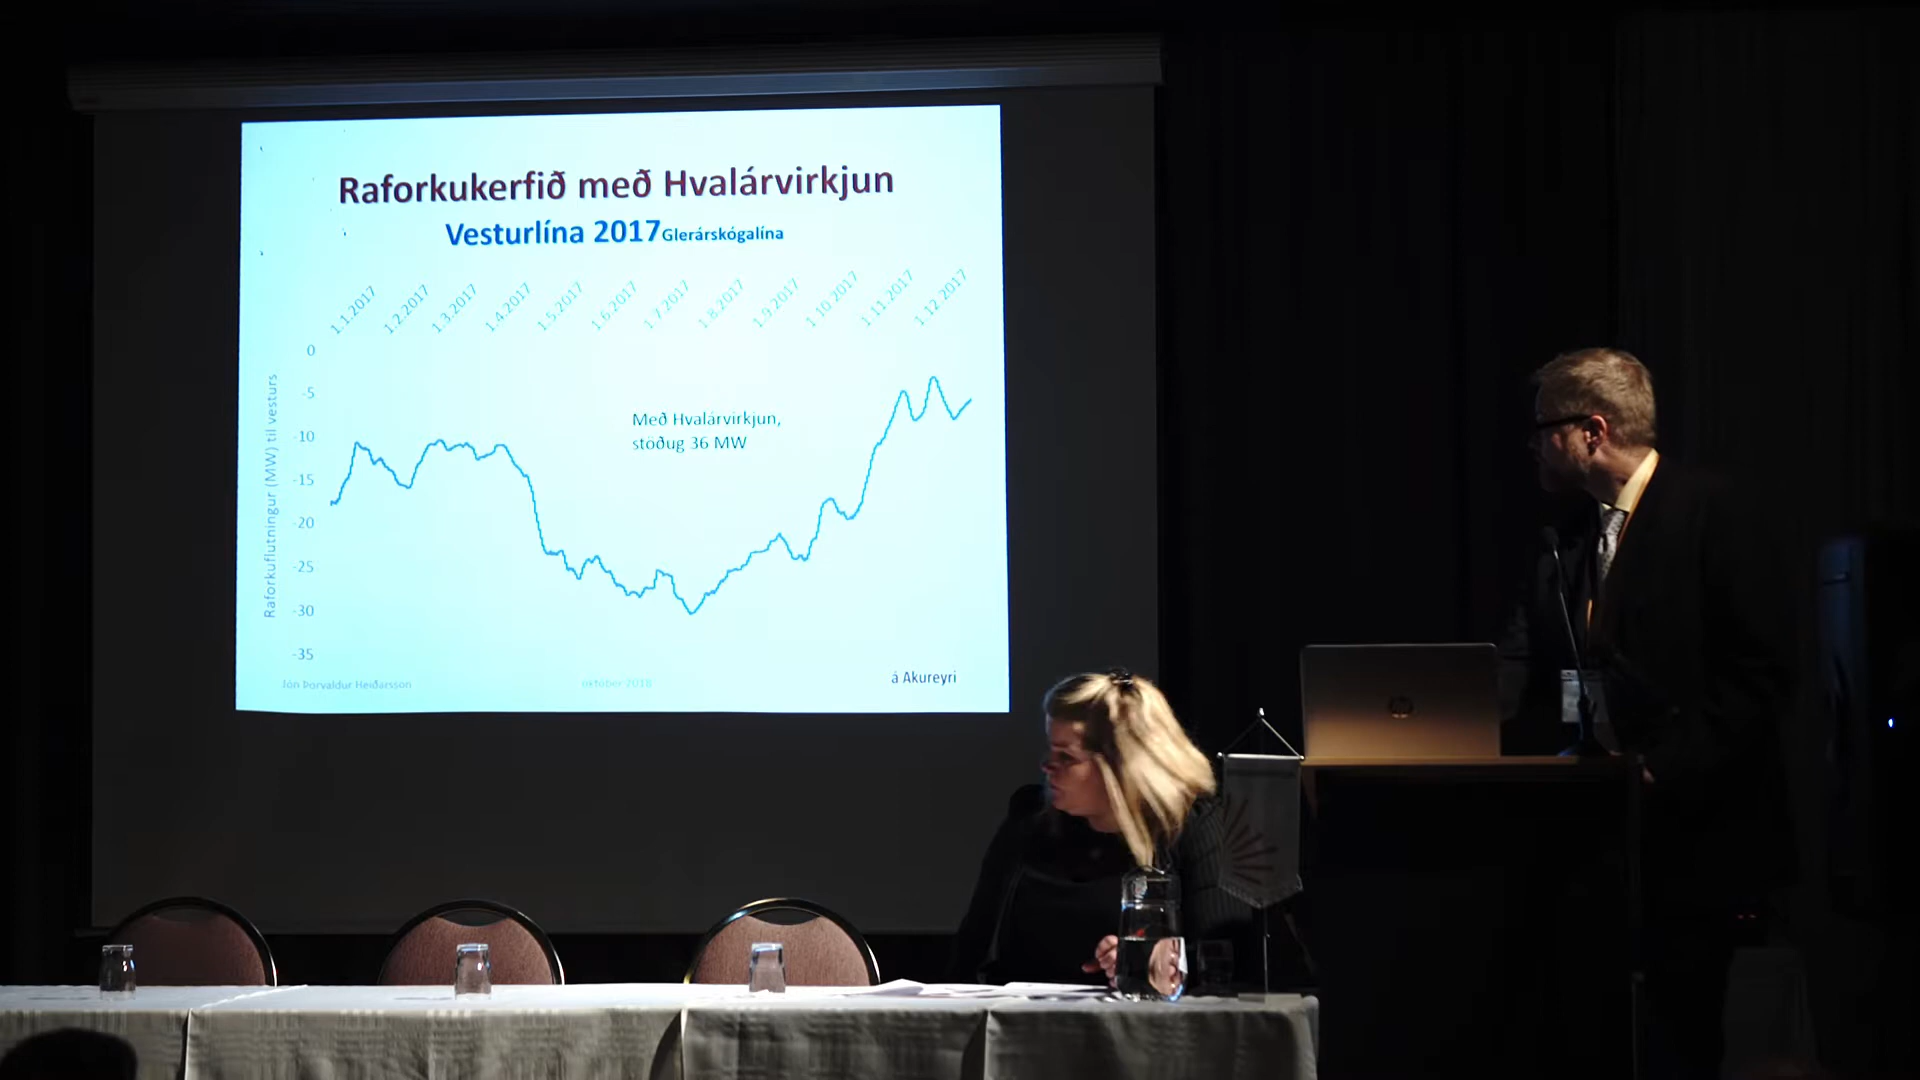 Raforkukerfið með Hvalárvirkjun
Vesturlína 2017 Glerárskógalína
1.1.2017
1.2.2017
1.3.2017
1.4.2017
1.5.2017
1.6.2017
1.7 2017
1.8.2017
1.9 2017
1 10 2017
1.11.2017
1.12 2017
0
-5
-10
-15
-20
-25
-30
-35
Raforkuflutningur (MW) til vesturs
Með Hvalárvirkjun,
stöðug 36 MW
Jón Þorvaldur Heiðarsson
október 2018
á Akureyri
hp